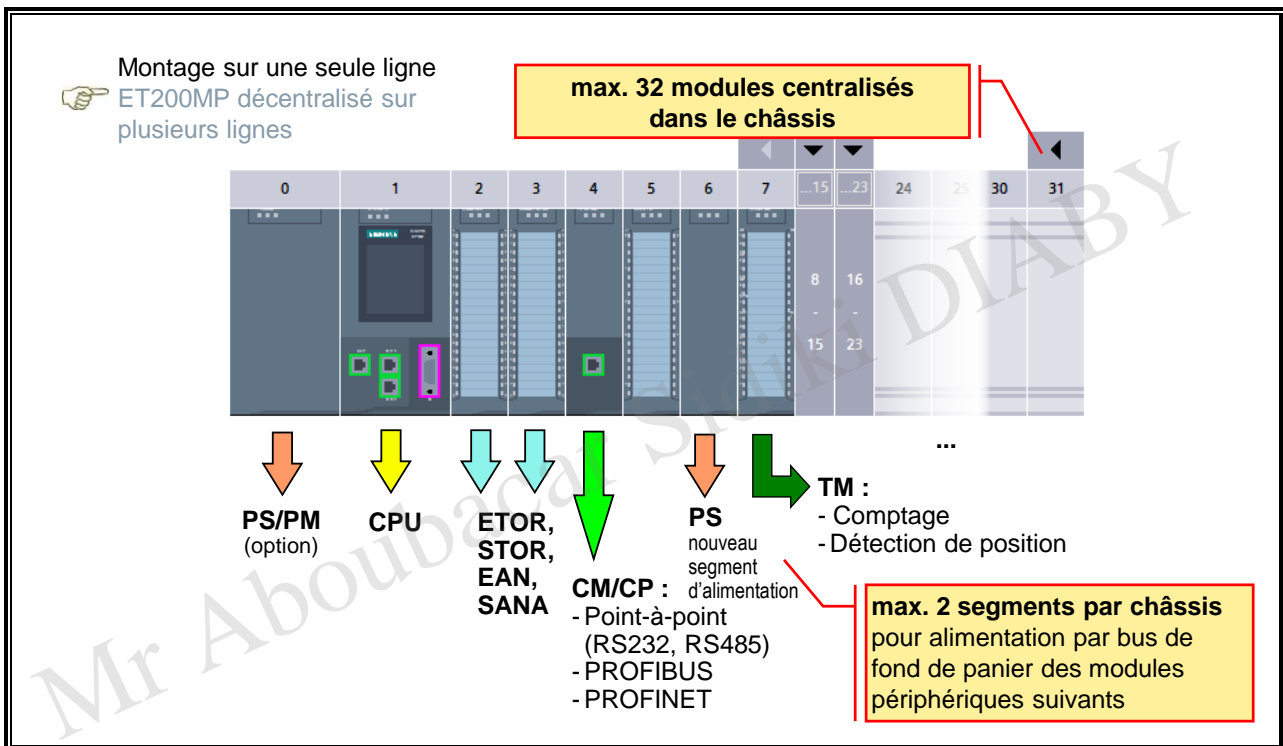 Montage sur une seule ligne
ET200MP décentralisé sur
plusieurs lignes
max. 32 modules centralisés
dans le châssis
0 1 2 3 4 5 6 7 ...15 ...23 24 25 30 31
SIEMENS
8 16
- -
15 23
...
PS/PM
(option)
CPU
ETOR,
STOR,
EAN,
SANA
CM/CP :
- Point-à-point
(RS232, RS485)
- PROFIBUS
- PROFINET
PS
nouveau
segment
d'alimentation
TM :
- Comptage
- Détection de position
max. 2 segments par châssis
pour alimentation par bus de
fond de panier des modules
périphériques suivants
Mr Aboubacar Sidiki DIABY